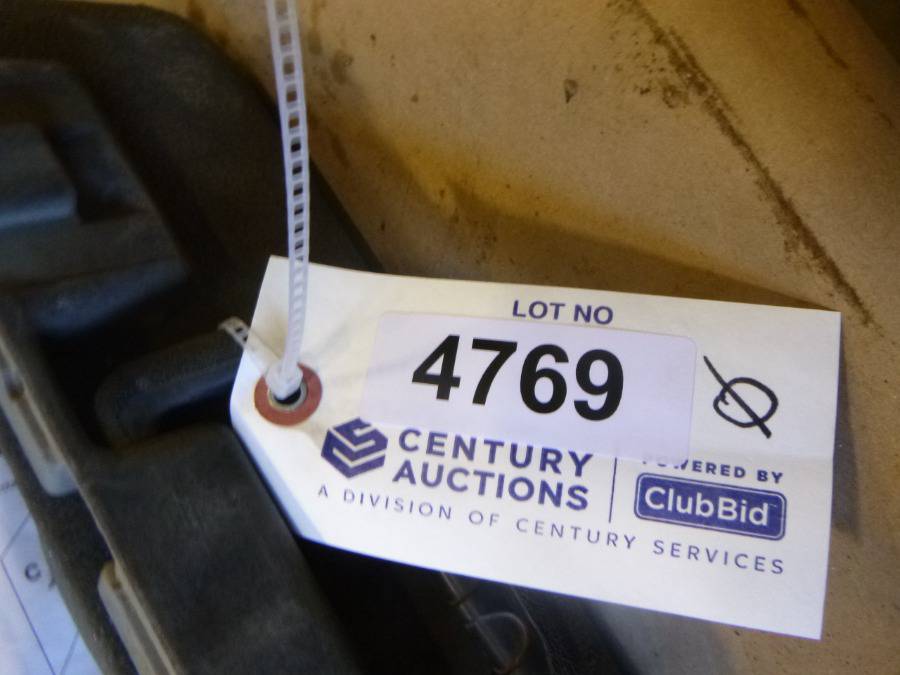 LOT NO
4769
CENTURY
AUCTIONS
A DIVISION OF CENTURY SERVICES
POWERED BY
ClubBid